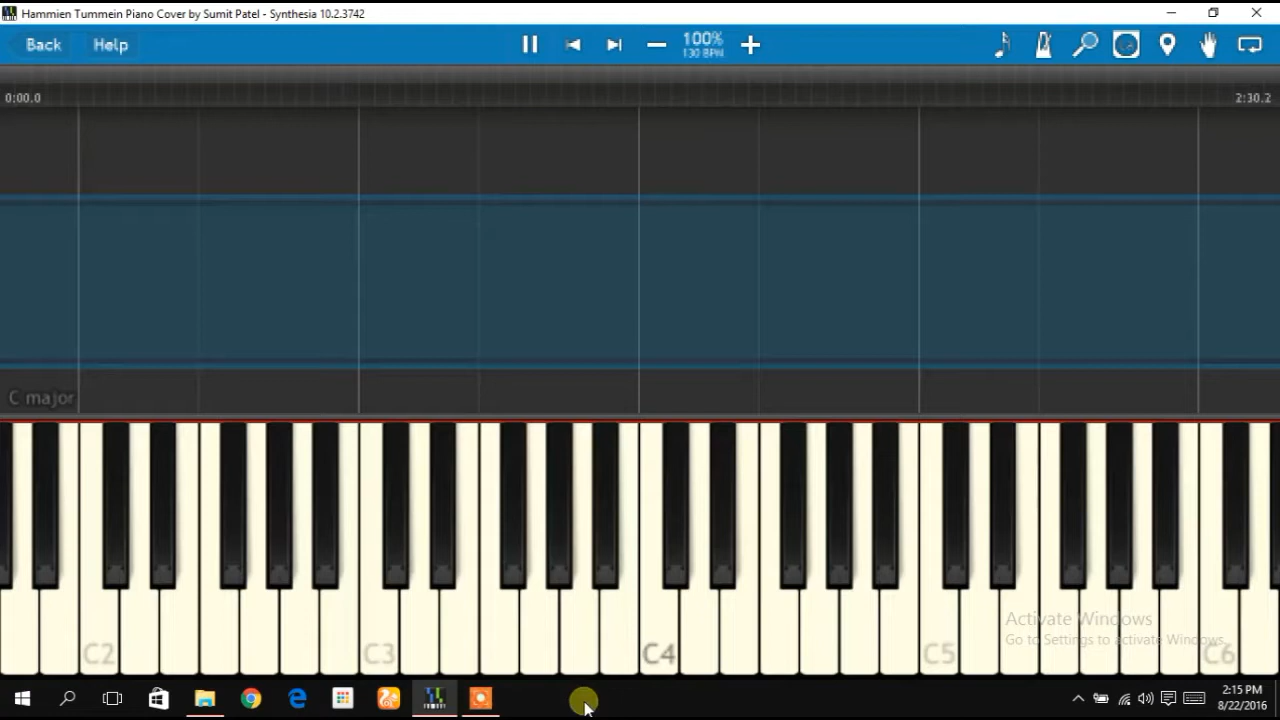 Hammien Tummein Piano Cover by Sumit Patel - Synthesia 10.2.3742
Back
Help
100%
130 BPM
0:00.0
2:30.2
C major
C2
C3
C4
C5
C6
Activate Windows
Go to Settings to activate Windows.
2:15 PM
8/22/2016